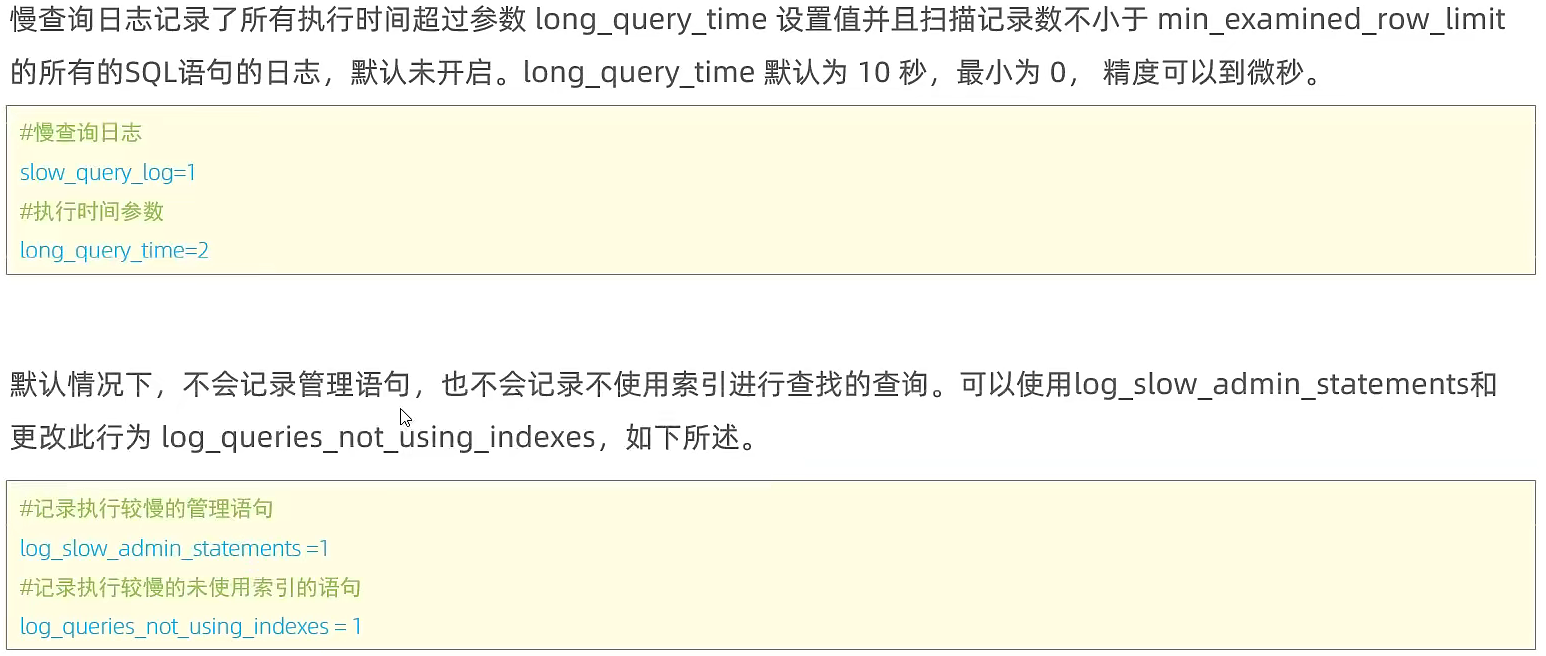 慢查询日志记录了所有执行时间超过参数 long_query_time 设置值并且扫描记录数不小于 min_examined_row_limit
的所有的SQL语句的日志，默认未开启。long_query_time 默认为 10 秒，最小为 0， 精度可以到微秒。
#慢查询日志
slow_query_log=1
#执行时间参数
long_query_time=2
默认情况下，不会记录管理语句，也不会记录不使用索引进行查找的查询。可以使用log_slow_admin_statements和
更改此行为 log_queries_not_using_indexes，如下所述。
#记录执行较慢的管理语句
log_slow_admin_statements =1
#记录执行较慢的未使用索引的语句
log_queries_not_using_indexes = 1